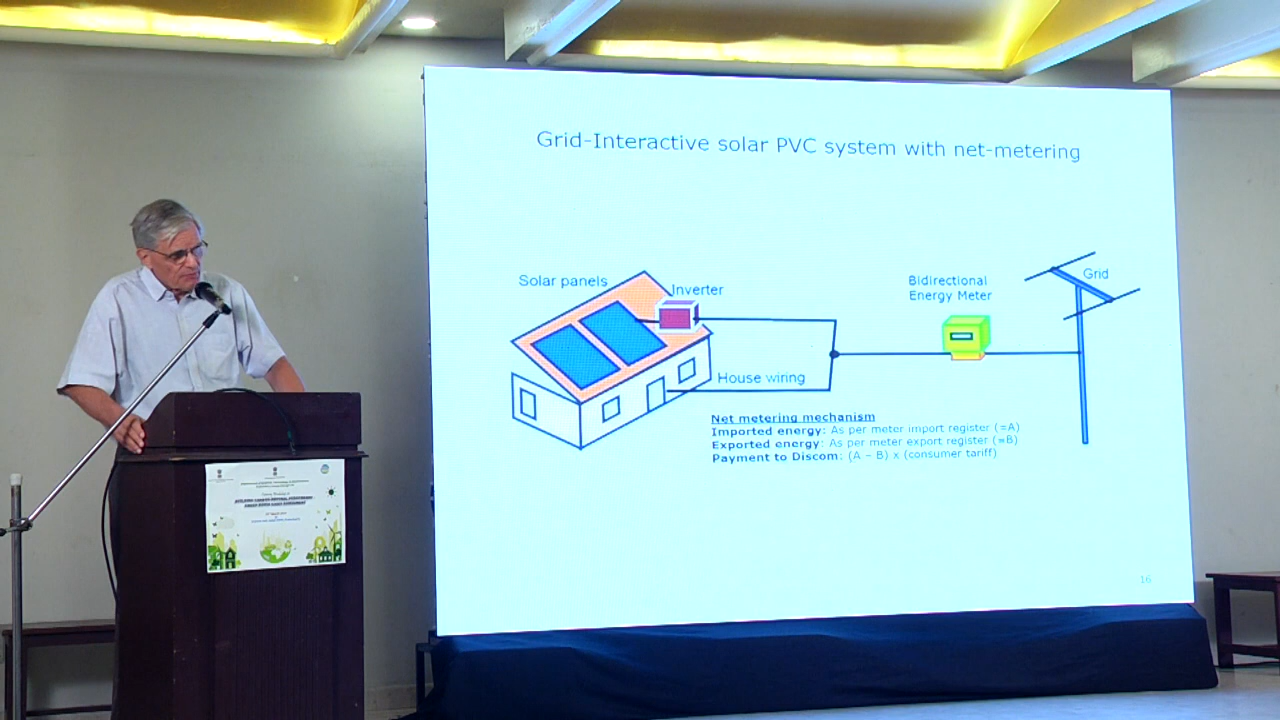 Grid-Interactive solar PVC system with net-metering
Solar panels
Inverter
Bidirectional
Energy Meter
Grid
House wiring
Net metering mechanism
Imported energy: As per meter import register (=A)
Exported energy: As per meter export register (=B)
Payment to Discom: (A – B) x (consumer tariff)
16